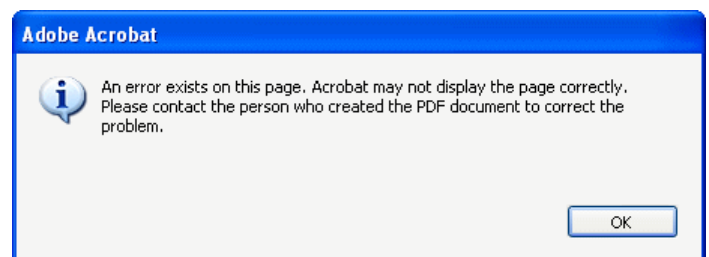 Adobe Acrobat
An error exists on this page. Acrobat may not display the page correctly.
Please contact the person who created the PDF document to correct the
problem.
OK